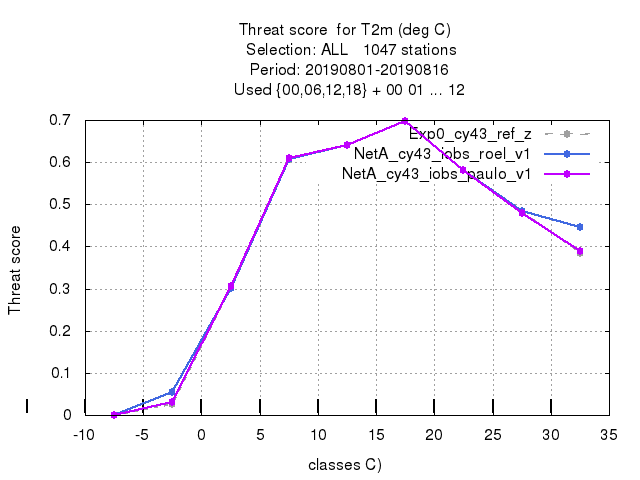 Threat score  for T2m (deg C)
Selection: ALL   1047 stations
Period: 20190801-20190816
Used {00,06,12,18} + 00 01 ... 12
Exp0_cy43_ref_z
NetA_cy43_iobs_roel_v1
NetA_cy43_iobs_paulo_v1
Threat score
0.7
0.6
0.5
0.4
0.3
0.2
0.1
0
-10 -5 0 5 10 15 20 25 30 35
classes C)